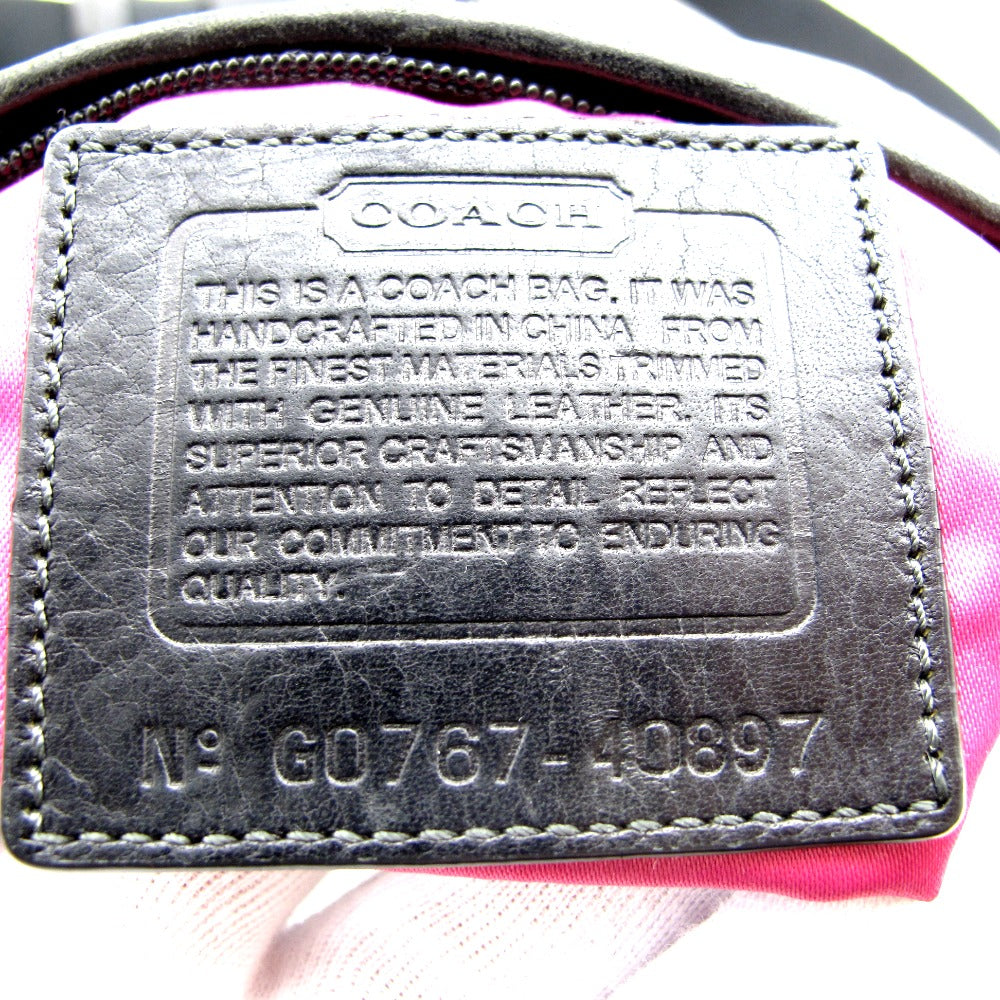 COACH
THIS IS A COACH BAG. IT WAS
HANDCRAFTED IN CHINA FROM
THE FINEST MATERIALS TRIMMED
WITH GENUINE LEATHER. ITS
SUPERIOR CRAFTSMANSHIP AND
ATTENTION TO DETAIL REFLECT
OUR COMMITMENT TO ENDURING
QUALITY.
Nº G0767-40897